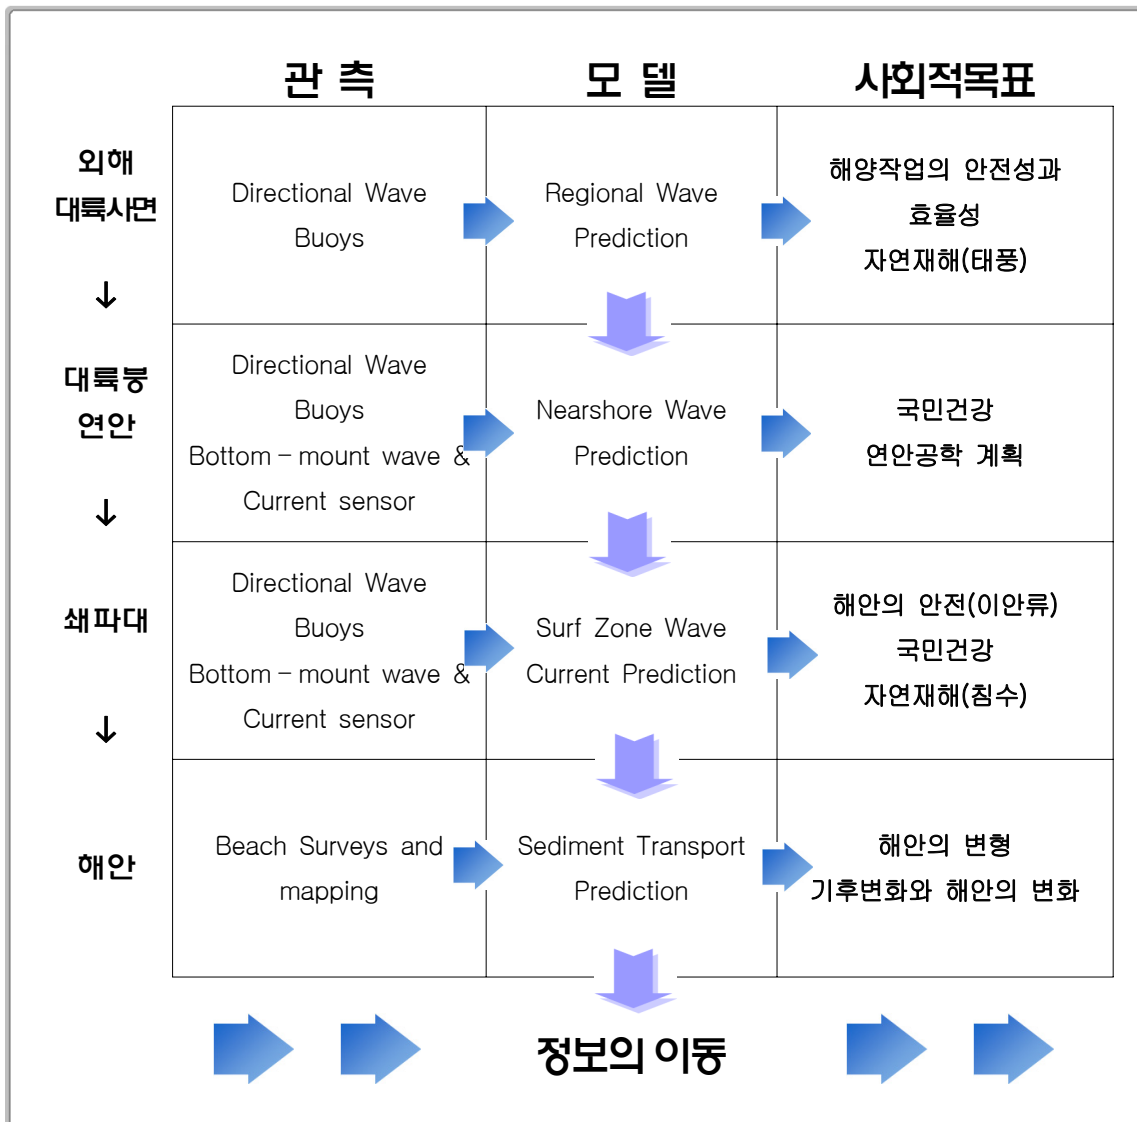 관 측
모 델
사회적목표
외해
대륙사면
↓
Directional Wave
Buoys
Regional Wave
Prediction
해양작업의 안전성과
효율성
자연재해(태풍)
대륙붕
연안
↓
Directional Wave
Buoys
Bottom－mount wave &
Current sensor
Nearshore Wave
Prediction
국민건강
연안공학 계획
쇄파대
↓
Directional Wave
Buoys
Bottom－mount wave &
Current sensor
Surf Zone Wave
Current Prediction
해안의 안전(이안류)
국민건강
자연재해(침수)
해안
Beach Surveys and
mapping
Sediment Transport
Prediction
해안의 변형
기후변화와 해안의 변화
정보의 이동